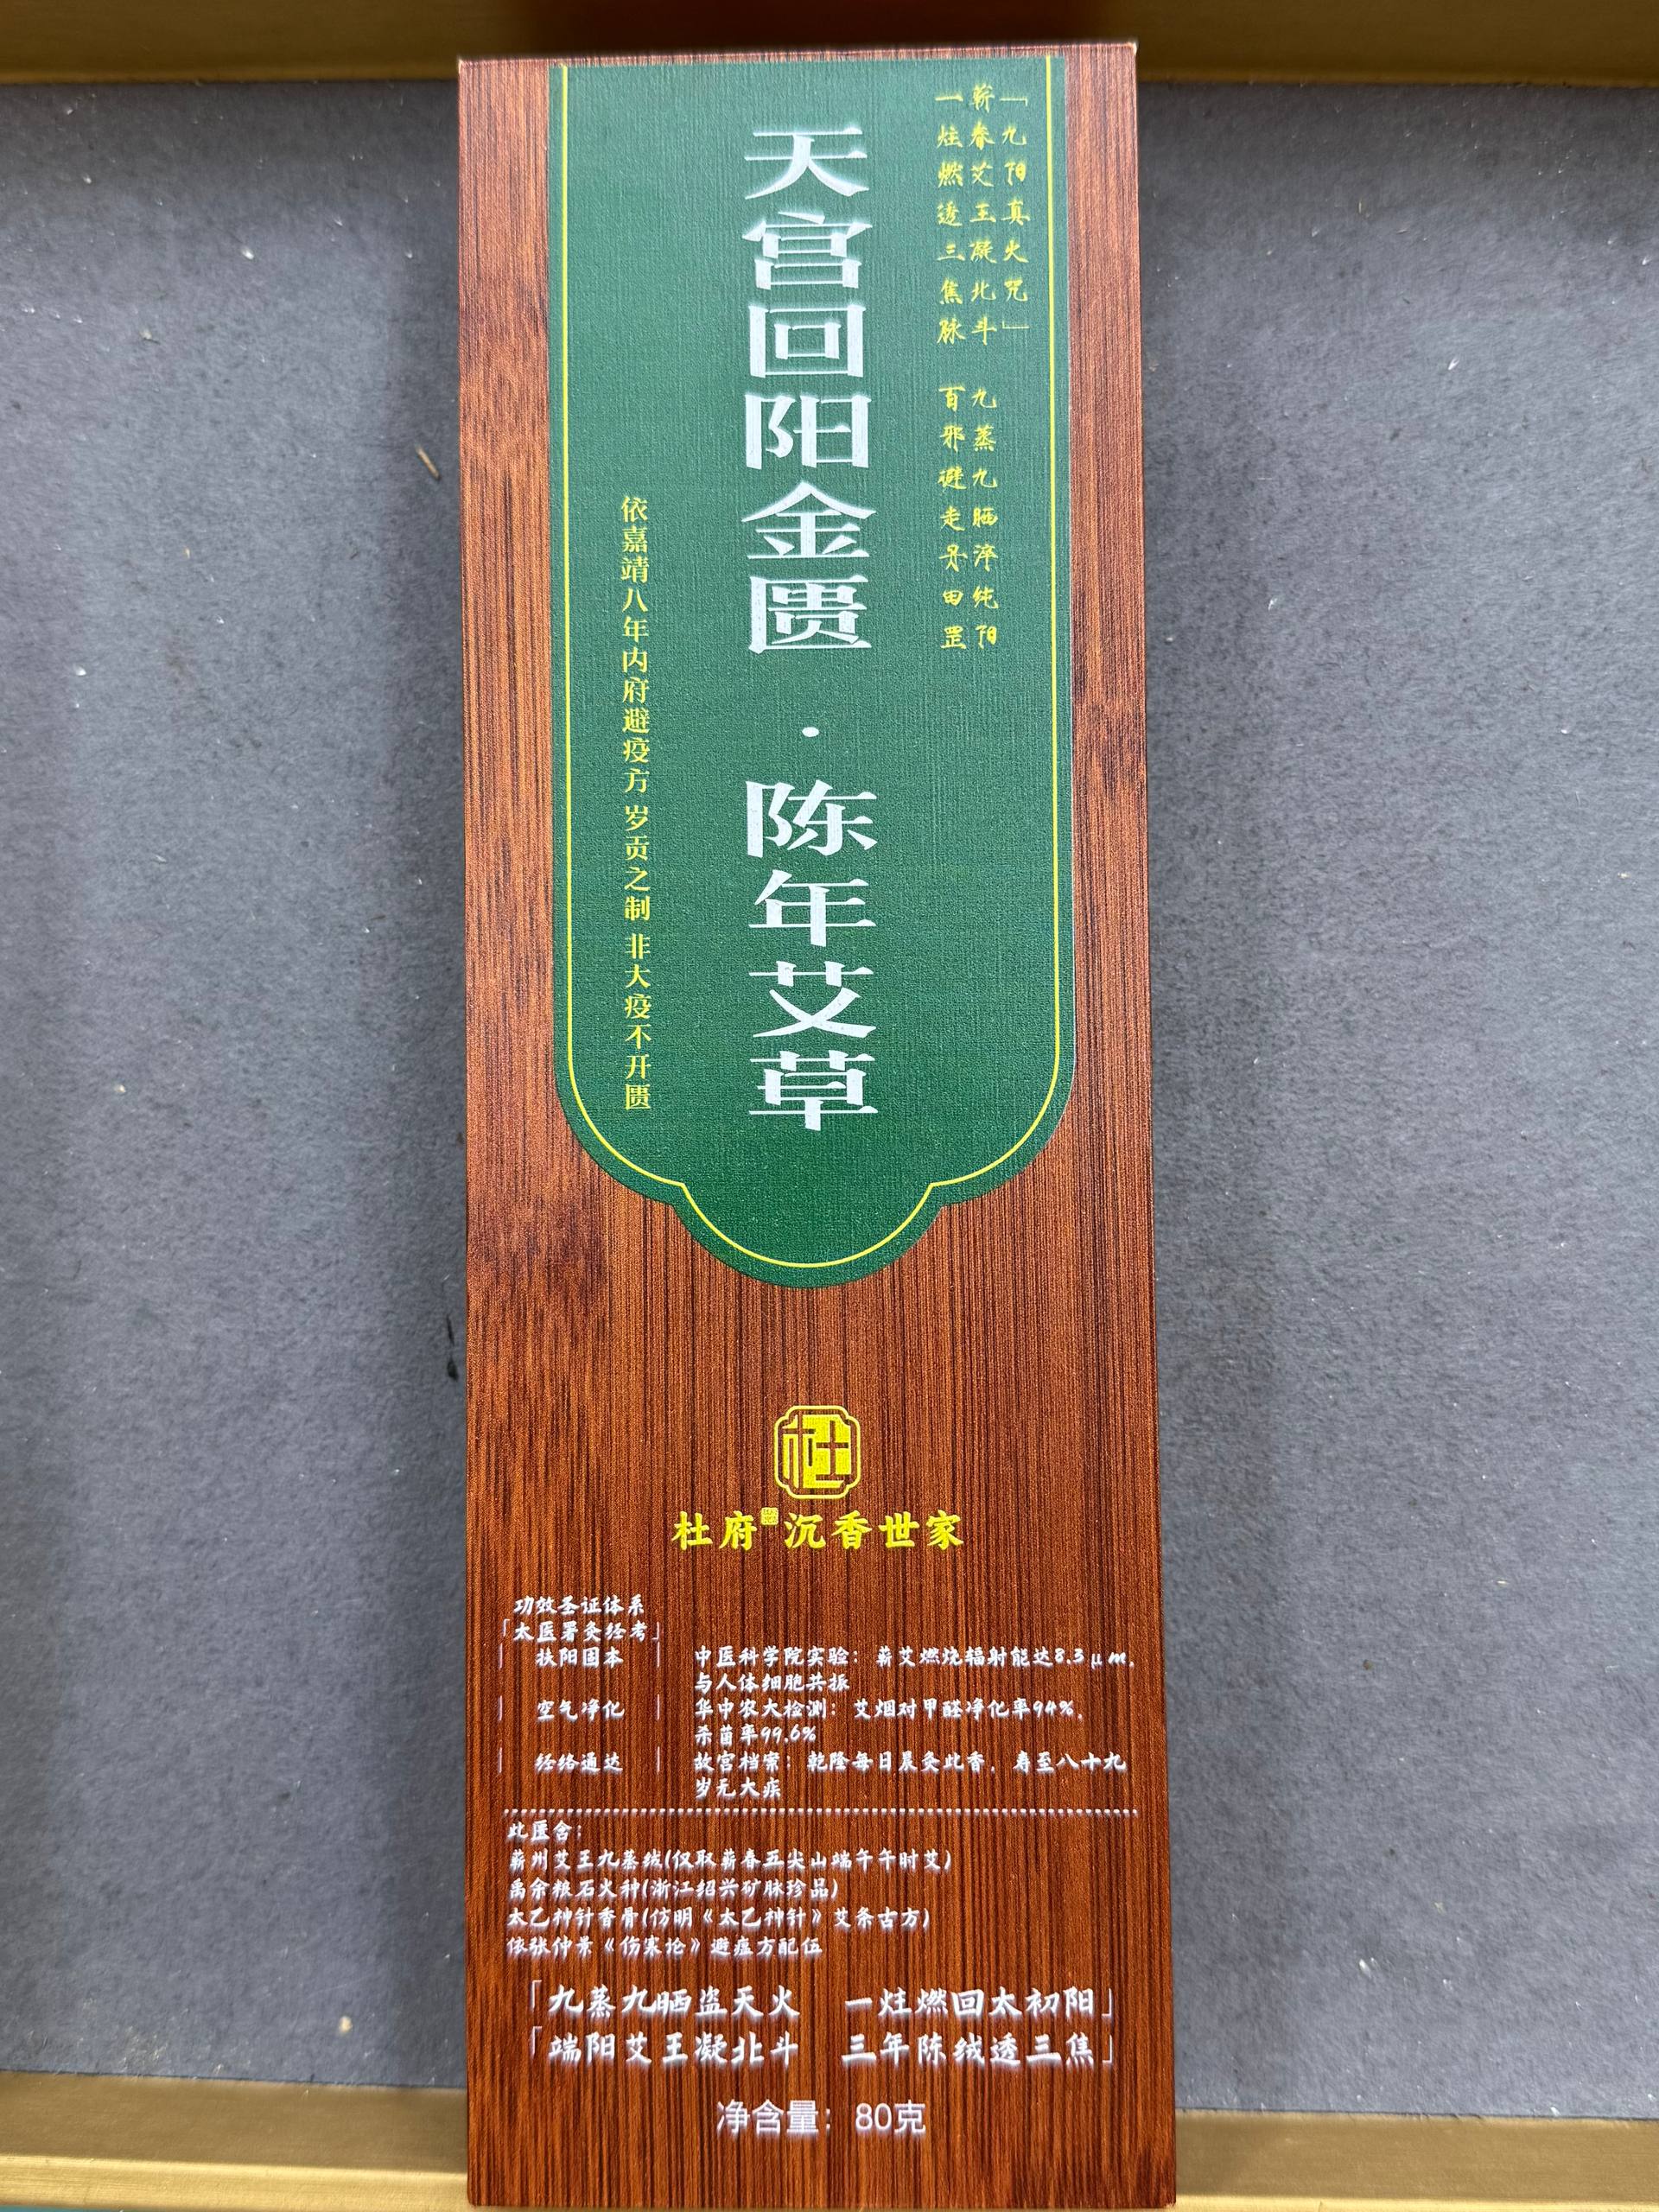 「九阳真火咒」
蕲春艾王凝北斗 九蒸九晒淬纯阳
一炷燃透三焦脉 百邪避走丹田罡
天宫回阳金匮·陈年艾草
依嘉靖八年内府避疫方 岁贡之制 非大疫不开匮
杜
杜府 沉香世家
功效圣证体系
「太医署灸经考」
扶阳固本 中医科学院实验：蕲艾燃烧辐射能达8.3μm，
与人体细胞共振
空气净化 华中农大检测：艾烟对甲醛净化率94%，
杀菌率99.6%
经络通达 故宫档案：乾隆每日晨灸此香，寿至八十九
岁无大疾
此匮含：
蕲州艾王九蒸绒(仅取蕲春五尖山端午午时艾)
禹余粮石火种(浙江绍兴矿脉珍品)
太乙神针香骨(仿明《太乙神针》艾条古方)
依张仲景《伤寒论》避瘟方配伍
「九蒸九晒盗天火 一炷燃回太初阳」
「端阳艾王凝北斗 三年陈绒透三焦」
净含量：80克